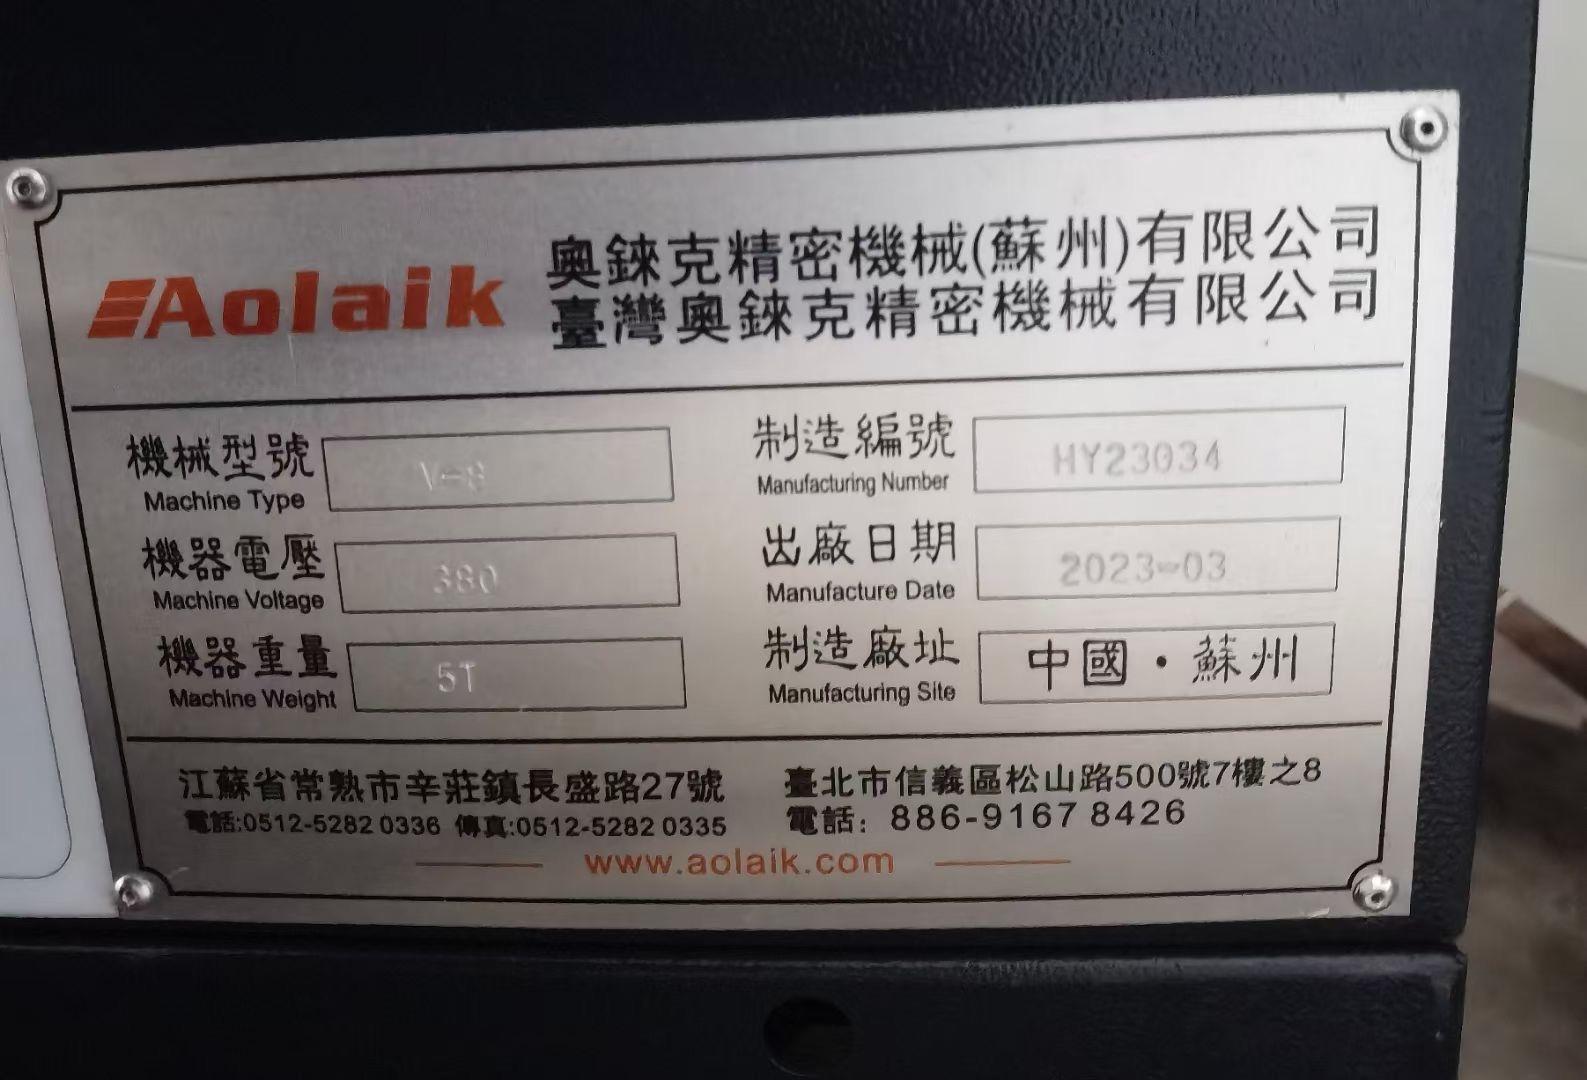 Aolaik
奧錸克精密機械(蘇州)有限公司
臺灣奧錸克精密機械有限公司
機械型號 V-8
Machine Type
制造編號 HY23034
Manufacturing Number
機器電壓 380
Machine Voltage
出廠日期 2023-03
Manufacture Date
機器重量 5T
Machine Weight
制造廠址 中國·蘇州
Manufacturing Site
江蘇省常熟市辛莊鎮長盛路27號
電話:0512-5282 0336 傳真:0512-5282 0335
臺北市信義區松山路500號7樓之8
電話: 886-9167 8426
www.aolaik.com